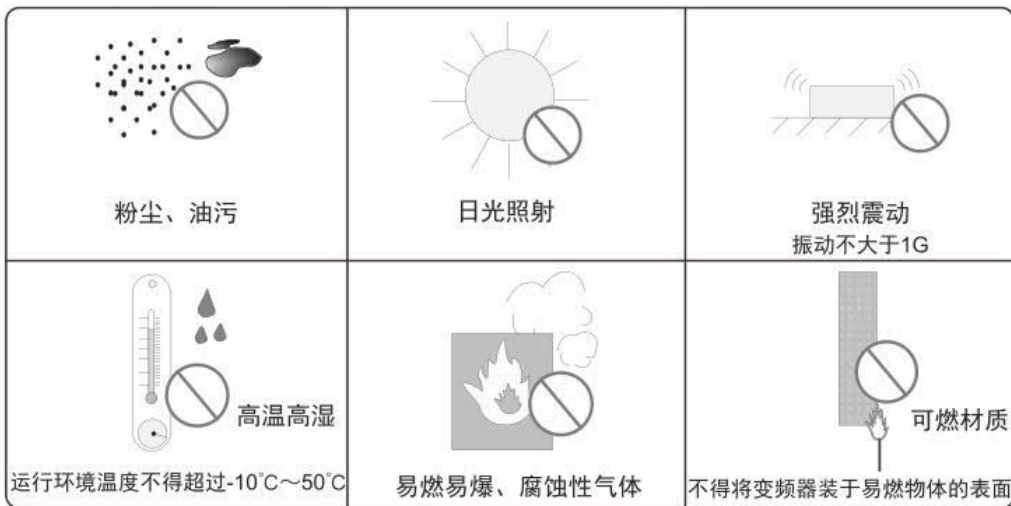 粉尘、油污
日光照射
强烈震动
振动不大于1G
高温高湿
运行环境温度不得超过-10℃～50℃
易燃易爆、腐蚀性气体
可燃材质
不得将变频器装于易燃物体的表面